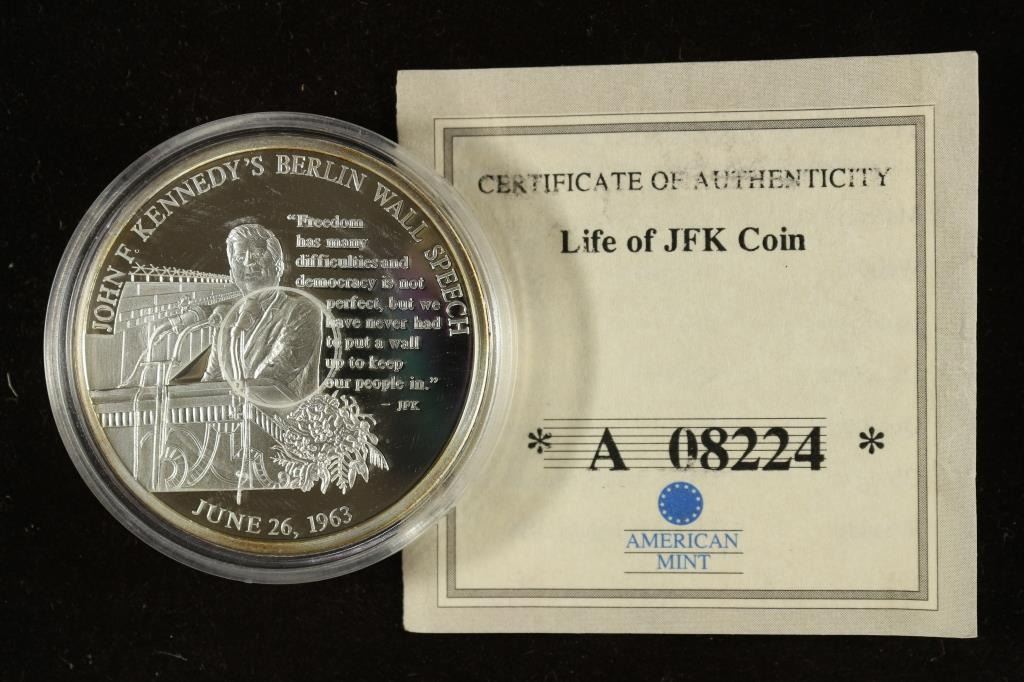 JOHN F. KENNEDY'S BERLIN WALL SPEECH
"Freedom
has many
difficulties and
democracy is not
perfect, but we
have never had
to put a wall
up to keep
our people in."
– JFK
JUNE 26, 1963
CERTIFICATE OF AUTHENTICITY
Life of JFK Coin
* A 08224 *
AMERICAN
MINT